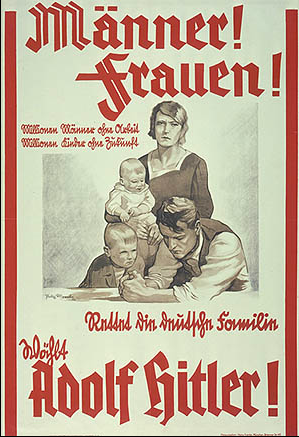 Männer!
Frauen!
Millionen Männer ohne Arbeit
Millionen Kinder ohne Zukunft
Rettet die deutsche Familie
Wählt
Adolf Hitler!